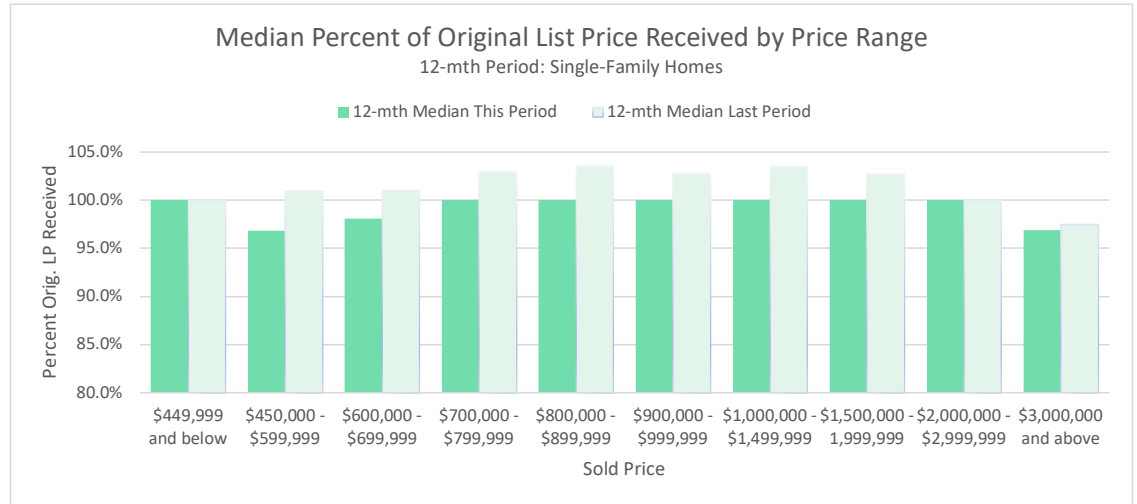 Median Percent of Original List Price Received by Price Range
12-mth Period: Single-Family Homes
12-mth Median This Period 12-mth Median Last Period
Percent Orig. LP Received
105.0%
100.0%
95.0%
90.0%
85.0%
80.0%
$449,999 $450,000 - $600,000 - $700,000 - $800,000 - $900,000 - $1,000,000 - $1,500,000 - $2,000,000 - $3,000,000
and below $599,999 $699,999 $799,999 $899,999 $999,999 $1,499,999 1,999,999 $2,999,999 and above
Sold Price